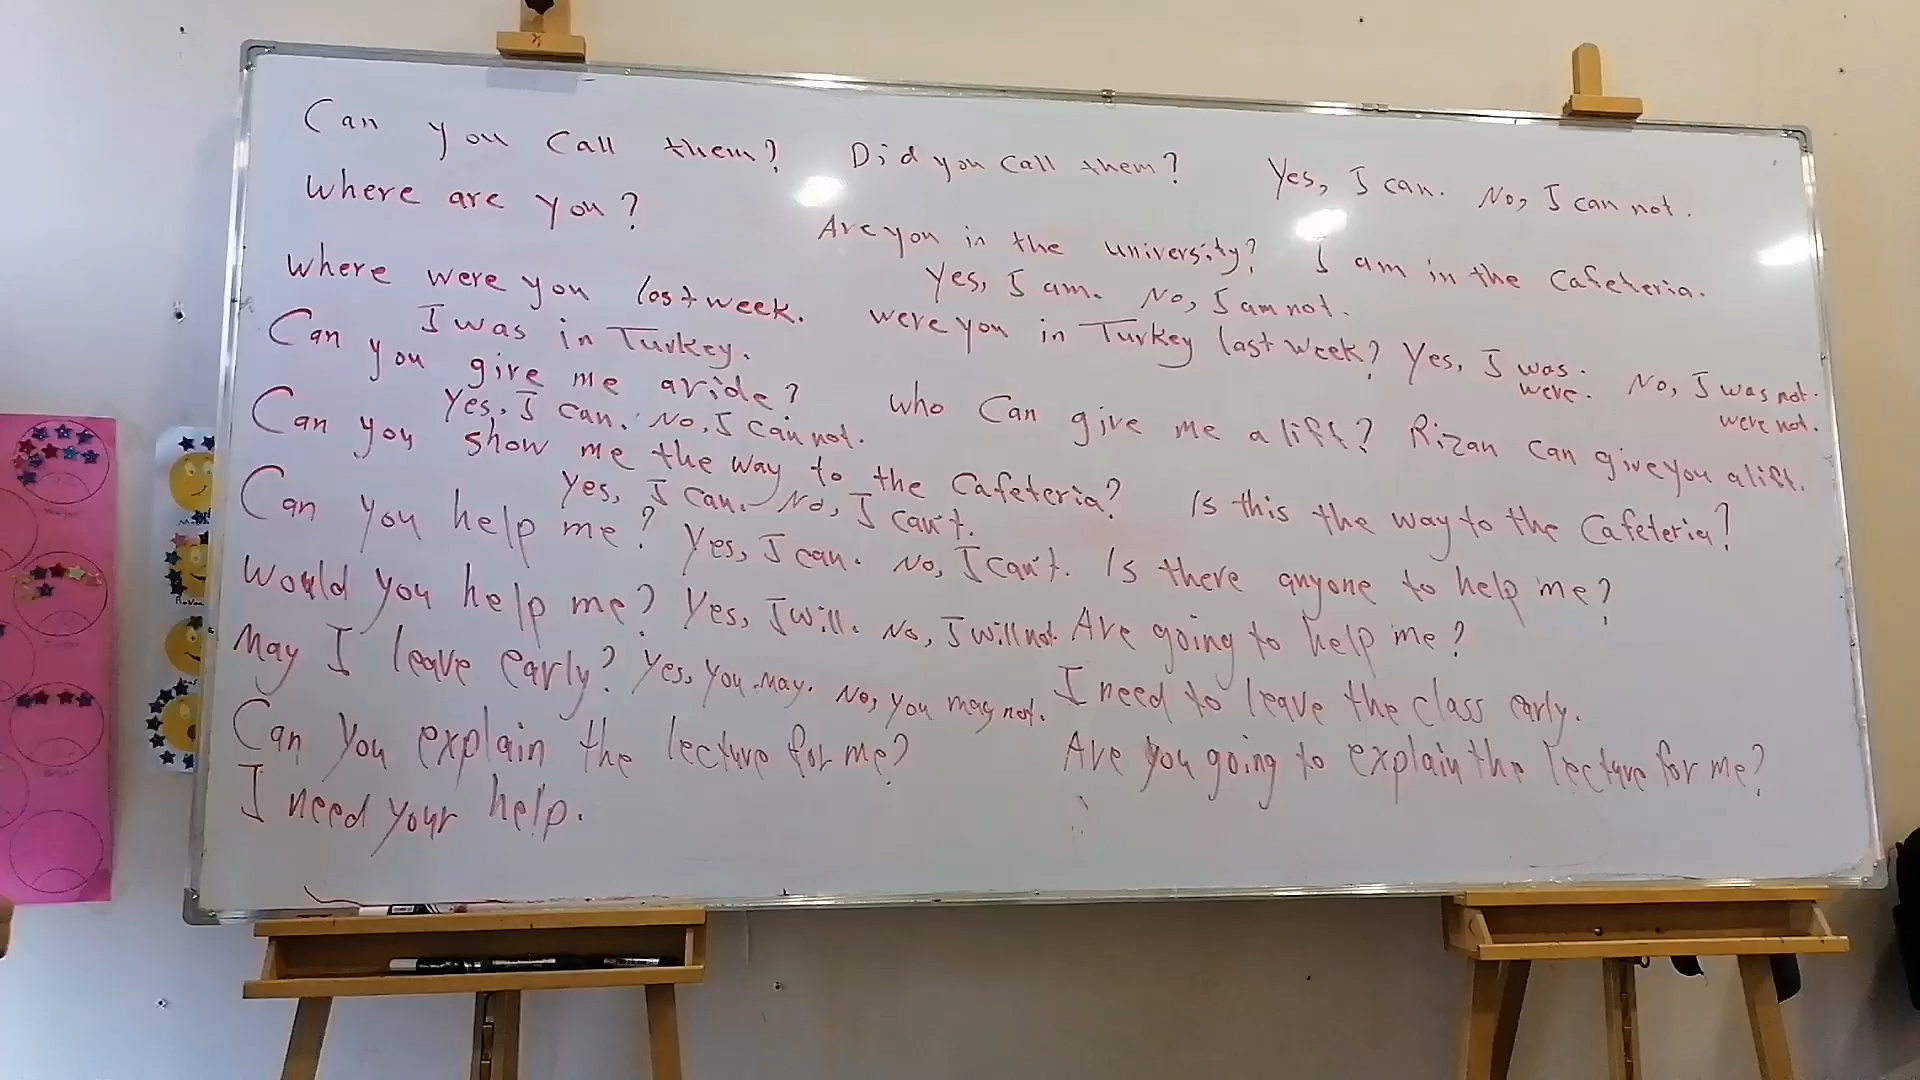 Can you call them? Did you call them? Yes, I can. No, I can not.
where are you? Are you in the university? I am in the Cafeteria.
Yes, I am. No, I am not.
where were you last week. were you in Turkey last week? Yes, I was. No, I was not.
were. were not.
I was in Turkey.
Can you give me a ride? who Can give me a lift? Rizan can give you a lift.
Yes, I can. No, I can not.
Can you show me the way to the Cafeteria? Is this the way to the Cafeteria?
Yes, I can. No, I can't.
Can you help me? Yes, I can. No, I can't. Is there anyone to help me?
Would you help me? Yes, I will. No, I will not Are going to help me?
May I leave early? Yes, you may. No, you may not. I need to leave the class early.
Can you explain the lecture for me? Are you going to explain the lecture for me?
I need your help.